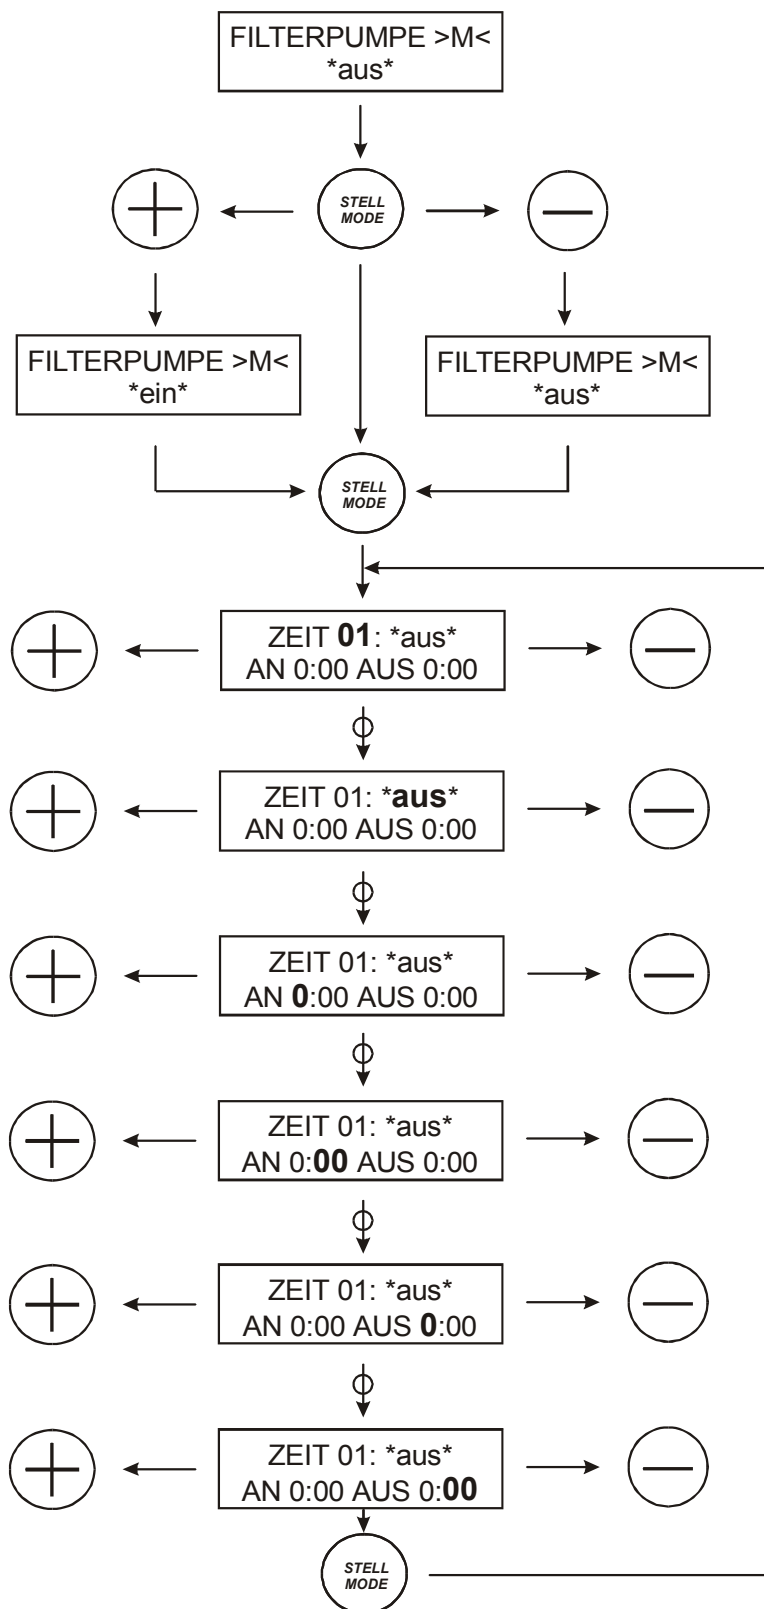 FILTERPUMPE >M<
*aus*
STELL
MODE
FILTERPUMPE >M<
*ein*
FILTERPUMPE >M<
*aus*
STELL
MODE
ZEIT 01: *aus*
AN 0:00 AUS 0:00
ZEIT 01: *aus*
AN 0:00 AUS 0:00
ZEIT 01: *aus*
AN 0:00 AUS 0:00
ZEIT 01: *aus*
AN 0:00 AUS 0:00
ZEIT 01: *aus*
AN 0:00 AUS 0:00
ZEIT 01: *aus*
AN 0:00 AUS 0:00
STELL
MODE